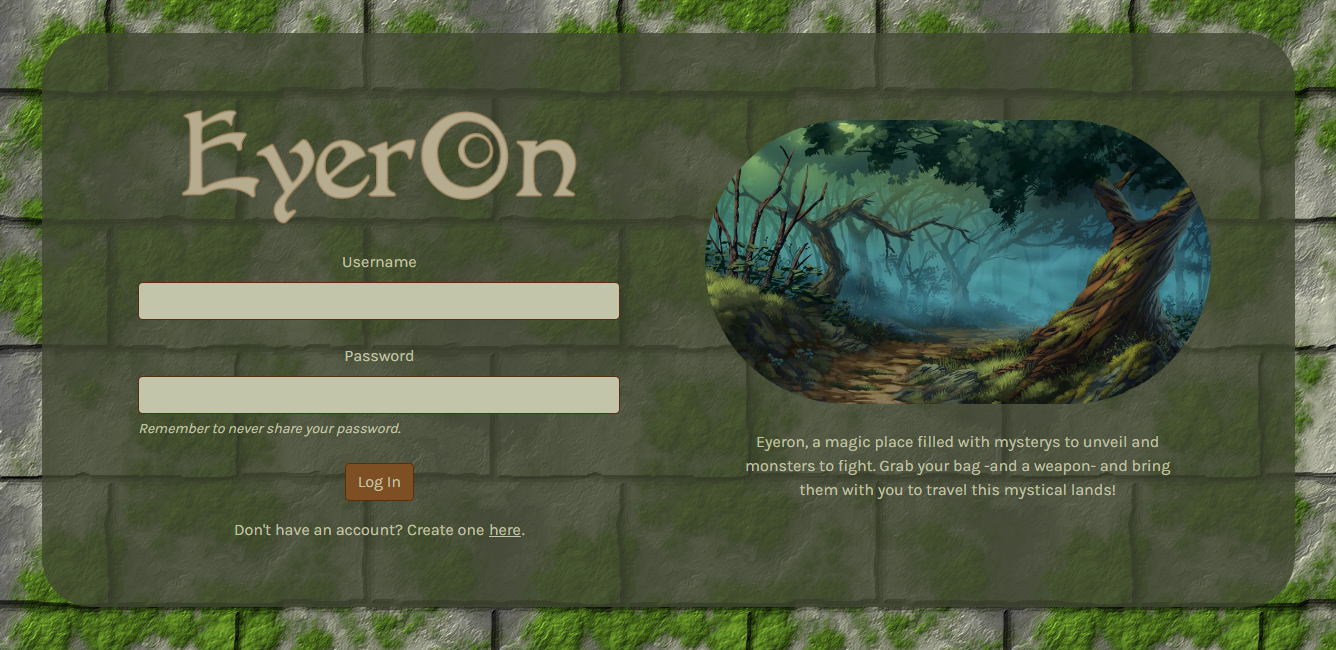 EyerOn
Username
Password
Remember to never share your password.
Log In
Don't have an account? Create one here.
Eyeron, a magic place filled with mysterys to unveil and
monsters to fight. Grab your bag -and a weapon- and bring
them with you to travel this mystical lands!